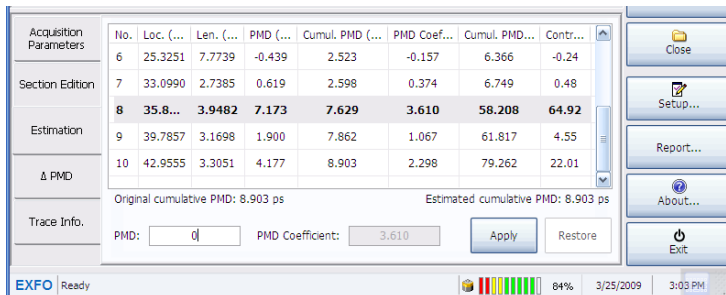 Acquisition
Parameters
Section Edition
Estimation
Δ PMD
Trace Info.
No. Loc. (... Len. (... PMD (... Cumul. PMD (... PMD Coef... Cumul. PMD... Contr...
6 25.3251 7.7739 -0.439 2.523 -0.157 6.366 -0.24
7 33.0990 2.7385 0.619 2.598 0.374 6.749 0.48
8 35.8... 3.9482 7.173 7.629 3.610 58.208 64.92
9 39.7857 3.1698 1.900 7.862 1.067 61.817 4.55
10 42.9555 3.3051 4.177 8.903 2.298 79.262 22.01
Original cumulative PMD: 8.903 ps Estimated cumulative PMD: 8.903 ps
PMD: 0 PMD Coefficient: 3.610 Apply Restore
Close
Setup...
Report...
About...
Exit
EXFO Ready 84% 3/25/2009 3:03 PM